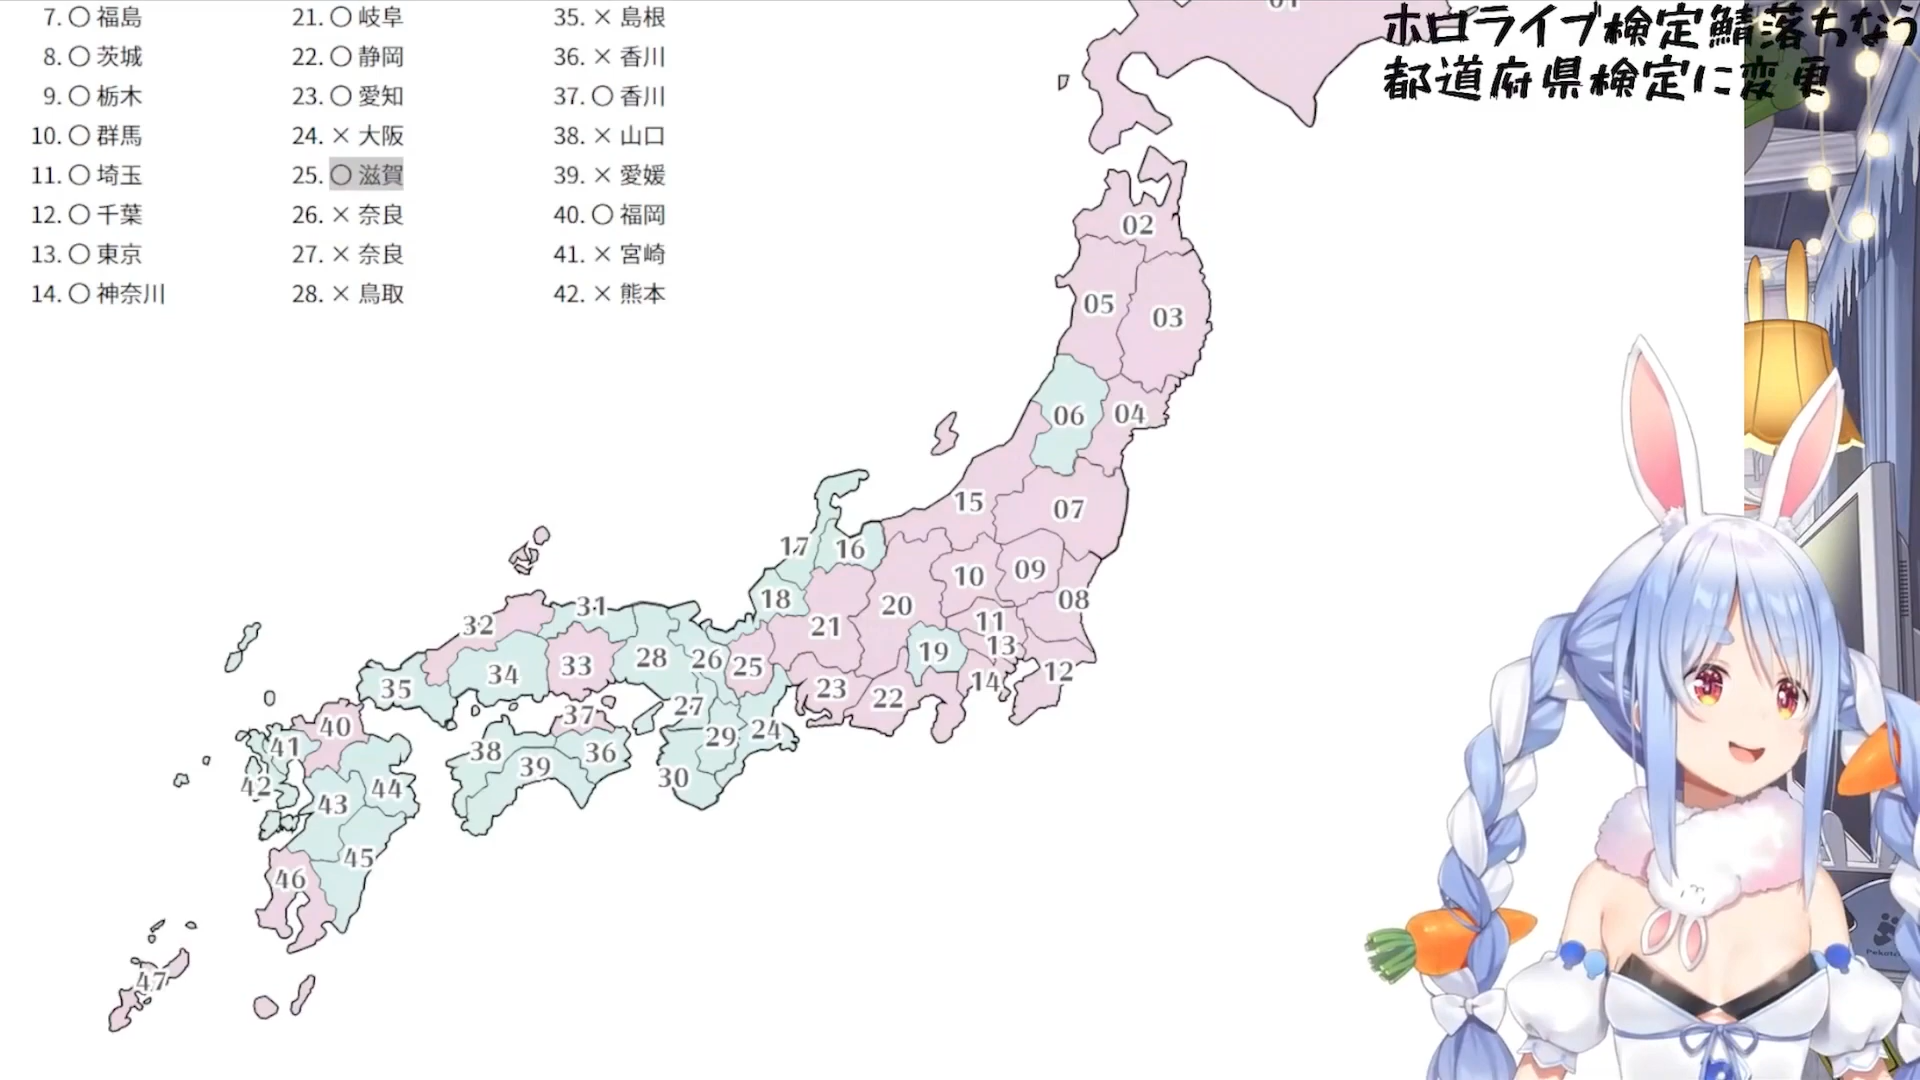 7. ○ 福島
8. ○ 茨城
9. ○ 栃木
10. ○ 群馬
11. ○ 埼玉
12. ○ 千葉
13. ○ 東京
14. ○ 神奈川
21. ○ 岐阜
22. ○ 静岡
23. ○ 愛知
24. × 大阪
25. ○ 滋賀
26. × 奈良
27. × 奈良
28. × 鳥取
35. × 島根
36. × 香川
37. ○ 香川
38. × 山口
39. × 愛媛
40. ○ 福岡
41. × 宮崎
42. × 熊本
ホロライブ検定鯖落ちなう
都道府県検定に変更
01
02
05
03
06
04
15
07
17
16
10
09
18
20
08
31
32
21
11
13
19
28
26
25
33
34
12
14
35
23
22
27
37
40
24
29
41
38
36
39
30
42
44
43
45
46
47